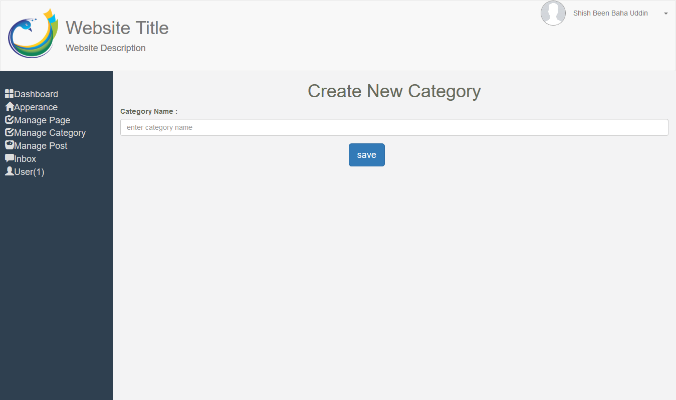 Website Title
Website Description
Shish Been Baha Uddin
Dashboard
Apperance
Manage Page
Manage Category
Manage Post
Inbox
User(1)
Create New Category
Category Name :
enter category name
save